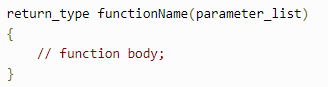 return_type functionName(parameter_list)
{
    // function body;
}